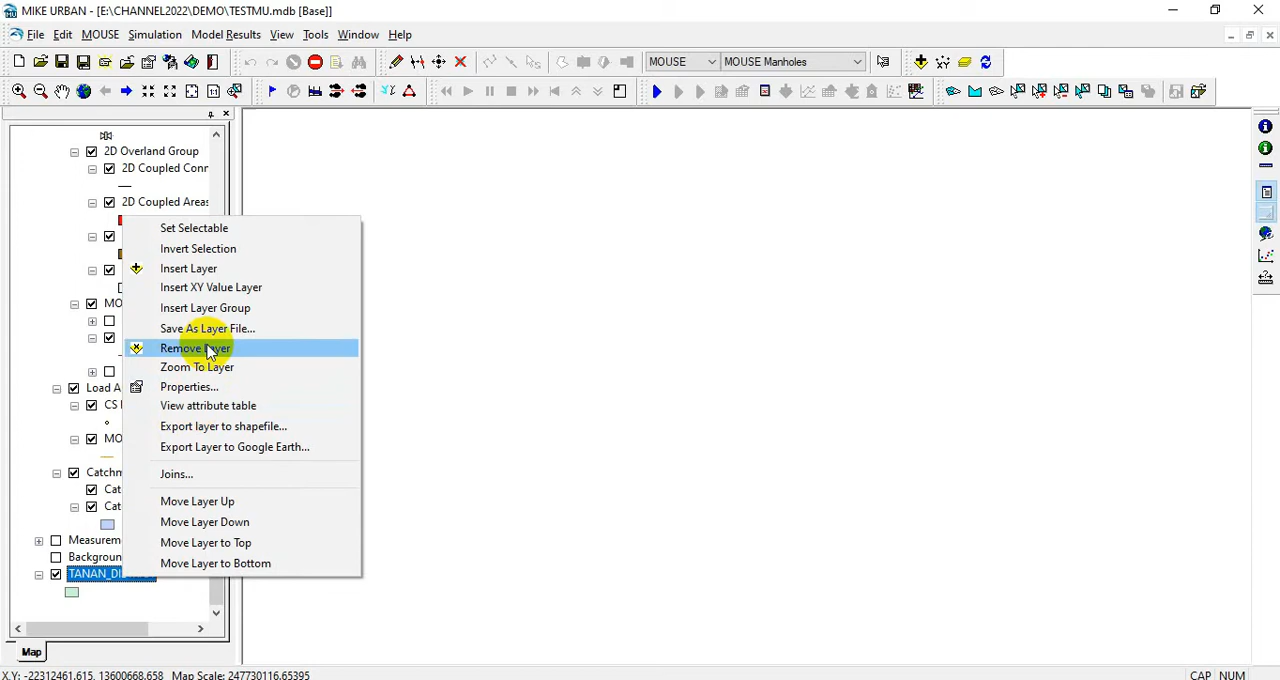 MIKE URBAN - [E:\CHANNEL2022\DEMO\TESTMU.mdb [Base]]
File Edit MOUSE Simulation Model Results View Tools Window Help
MOUSE MOUSE Manholes
2D Overland Group
2D Coupled Conn
2D Coupled Areas
MO
Load A
CS
MO
Catchm
Cat
Cat
Measurem
Background
TANAN_DI
Set Selectable
Invert Selection
Insert Layer
Insert XY Value Layer
Insert Layer Group
Save As Layer File...
Remove Layer
Zoom To Layer
Properties...
View attribute table
Export layer to shapefile...
Export Layer to Google Earth...
Joins...
Move Layer Up
Move Layer Down
Move Layer to Top
Move Layer to Bottom
Map
X,Y: -22312461.615, 13600668.658 Map Scale: 247730116.65395
CAP NUM